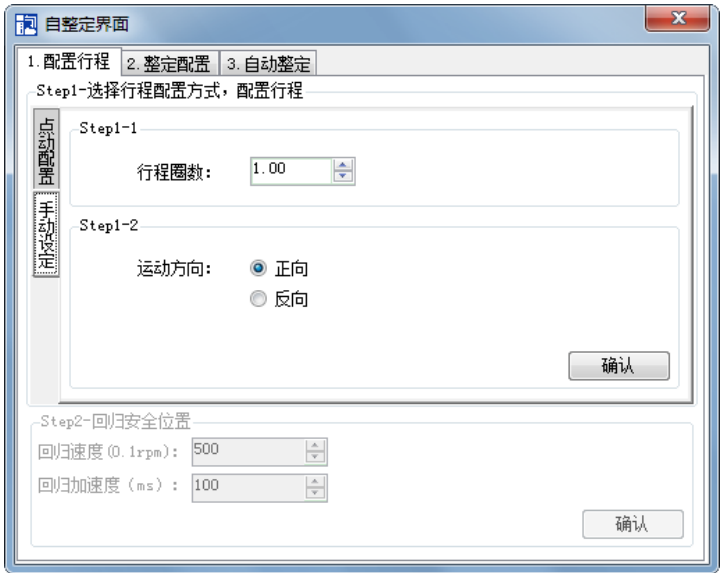 自整定界面
1.配置行程 2.整定配置 3.自动整定
Step1-选择行程配置方式，配置行程
点动配置
手动设定
Step1-1
行程圈数： 1.00
Step1-2
运动方向： 正向
反向
确认
Step2-回归安全位置
回归速度(0.1rpm)： 500
回归加速度（ms）： 100
确认